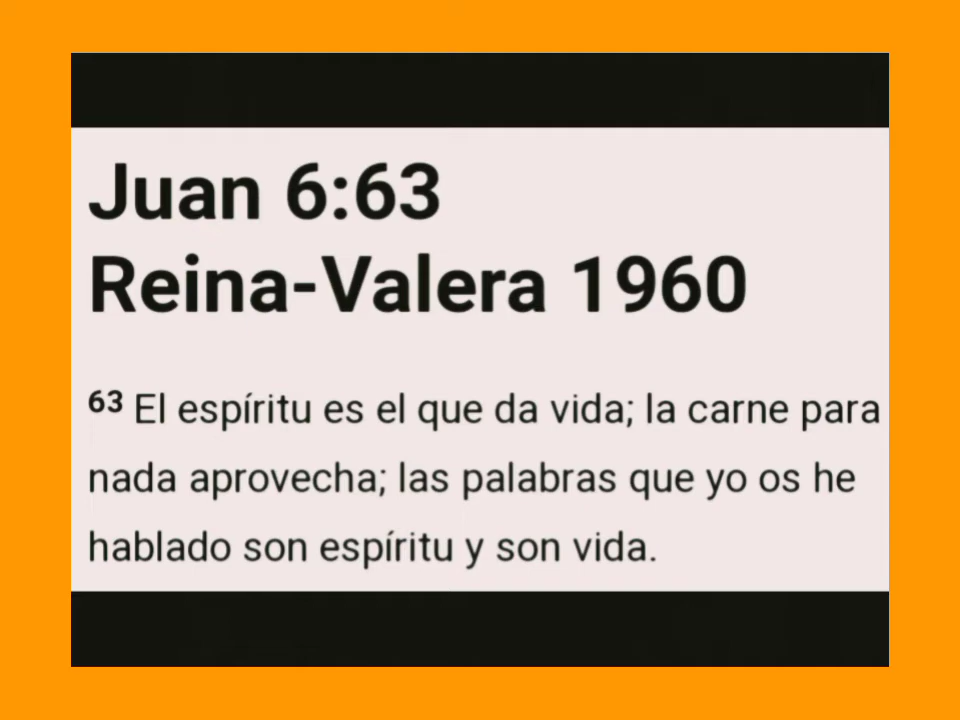 Juan 6:63
Reina-Valera 1960
63 El espíritu es el que da vida; la carne para
nada aprovecha; las palabras que yo os he
hablado son espíritu y son vida.